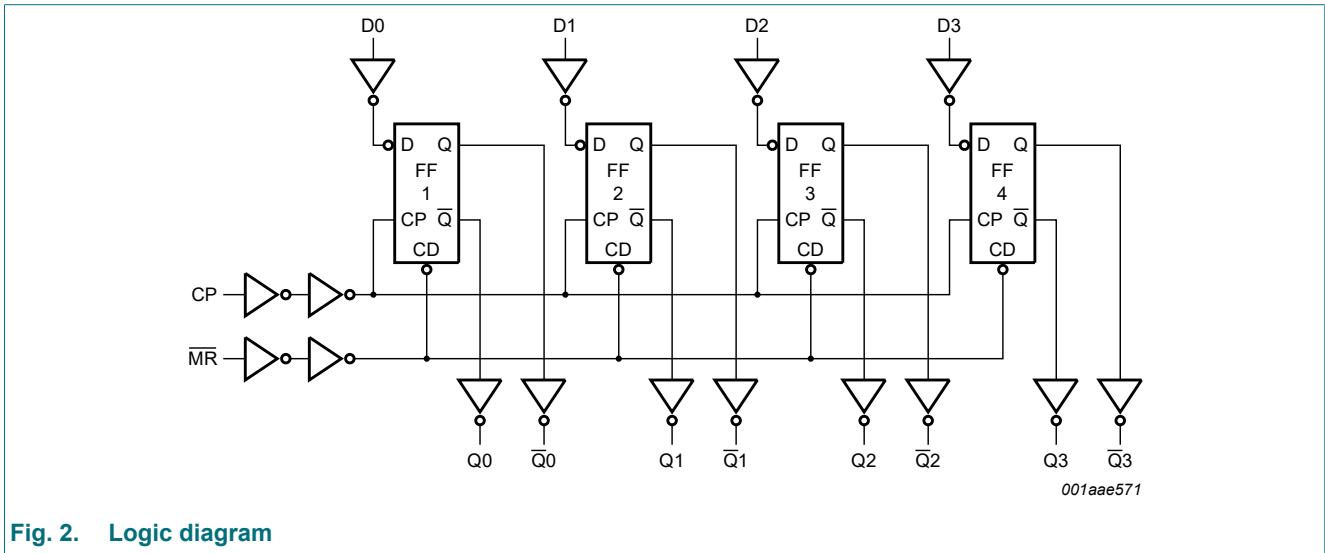 D0 D1 D2 D3
D Q D Q D Q D Q
FF FF FF FF
1 2 3 4
CP Q̅ CP Q̅ CP Q̅ CP Q̅
CD CD CD CD
CP
M̅R̅
Q0 Q̅0 Q1 Q̅1 Q2 Q̅2 Q3 Q̅3
001aae571
Fig. 2. Logic diagram